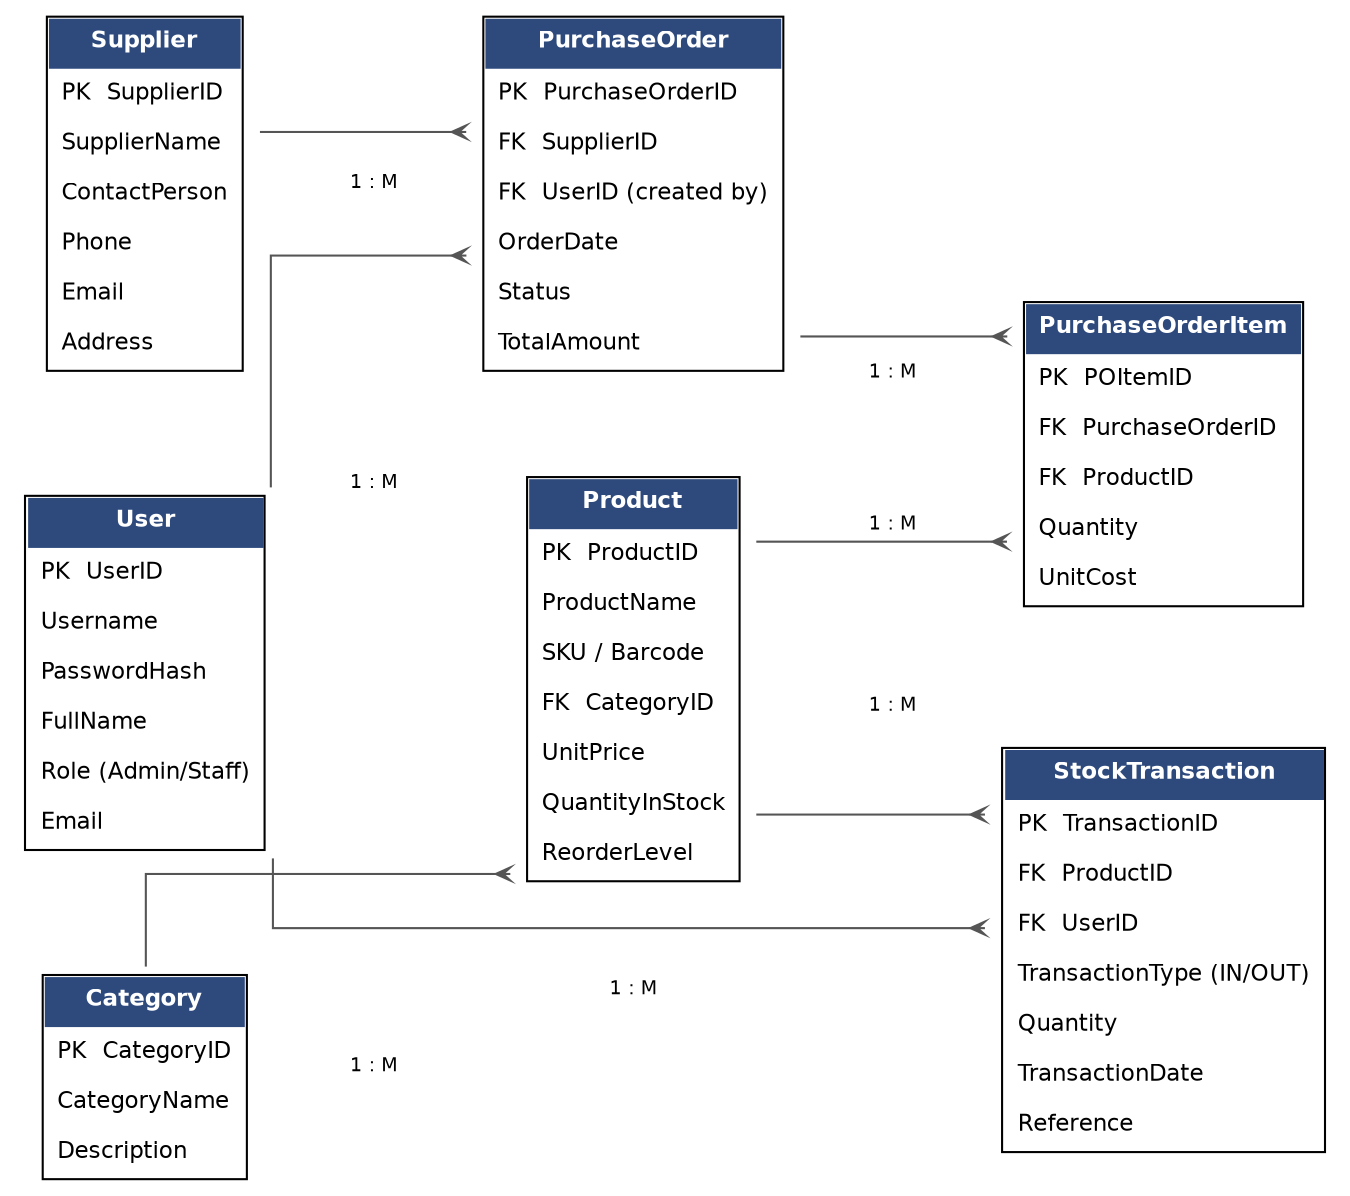 Supplier
PK  SupplierID
SupplierName
ContactPerson
Phone
Email
Address
1 : M
PurchaseOrder
PK  PurchaseOrderID
FK  SupplierID
FK  UserID (created by)
OrderDate
Status
TotalAmount
1 : M
PurchaseOrderItem
PK  POItemID
FK  PurchaseOrderID
FK  ProductID
Quantity
UnitCost
1 : M
User
PK  UserID
Username
PasswordHash
FullName
Role (Admin/Staff)
Email
Product
PK  ProductID
ProductName
SKU / Barcode
FK  CategoryID
UnitPrice
QuantityInStock
ReorderLevel
1 : M
1 : M
StockTransaction
PK  TransactionID
FK  ProductID
FK  UserID
TransactionType (IN/OUT)
Quantity
TransactionDate
Reference
1 : M
Category
PK  CategoryID
CategoryName
Description
1 : M